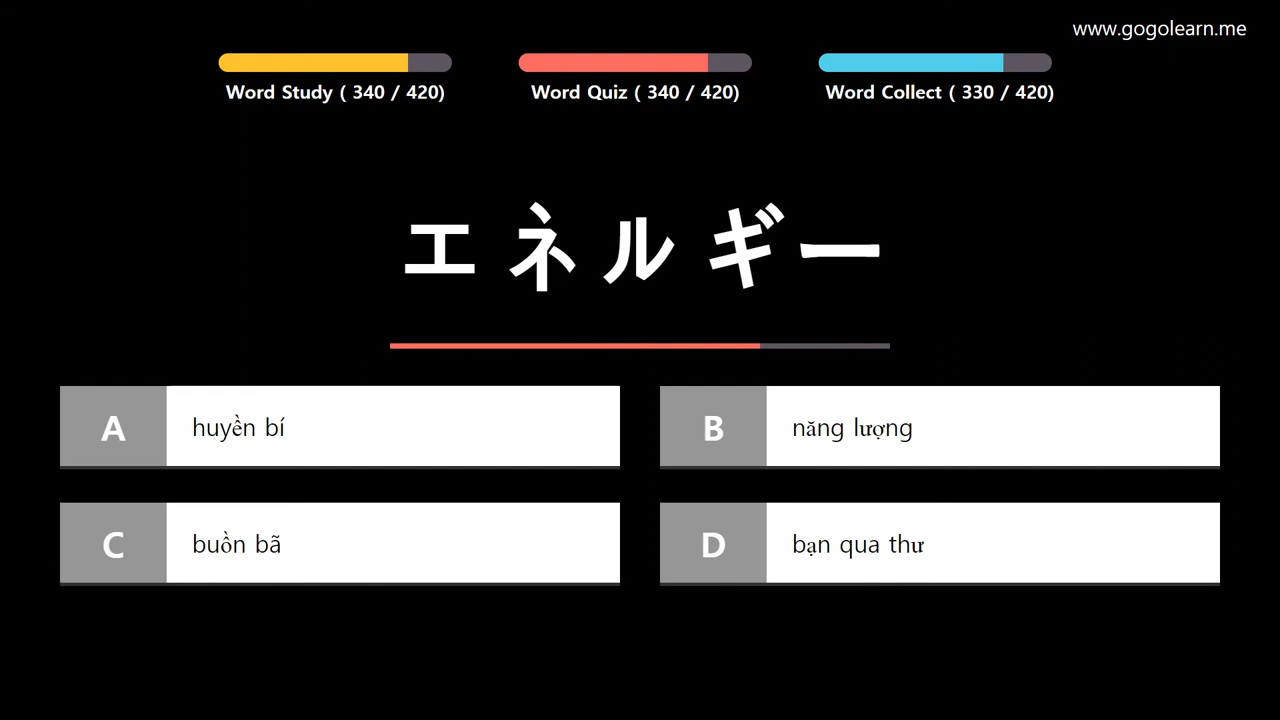 www.gogolearn.me
Word Study ( 340 / 420)
Word Quiz ( 340 / 420)
Word Collect ( 330 / 420)
エネルギー
A huyền bí
B năng lượng
C buồn bã
D bạn qua thư